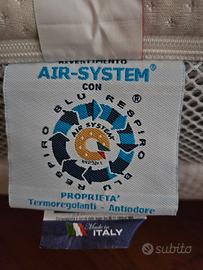 RIVESTIMENTO
AIR-SYSTEM®
CON
BLU RESPIRO BLU RESPIRO
AIR SYSTEM
®
PROPRIETA'
Termoregolanti - Antiodore
Made in
ITALY
subito